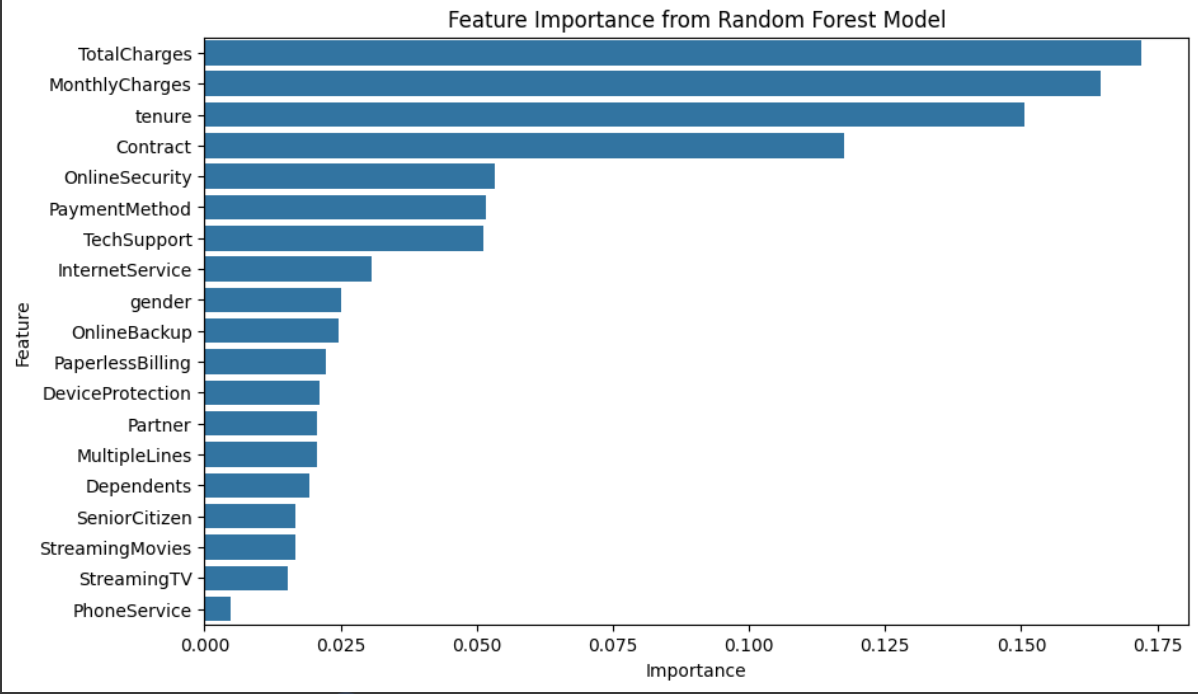 Feature Importance from Random Forest Model
TotalCharges
MonthlyCharges
tenure
Contract
OnlineSecurity
PaymentMethod
TechSupport
InternetService
gender
OnlineBackup
PaperlessBilling
DeviceProtection
Partner
MultipleLines
Dependents
SeniorCitizen
StreamingMovies
StreamingTV
PhoneService
Feature
0.000 0.025 0.050 0.075 0.100 0.125 0.150 0.175
Importance